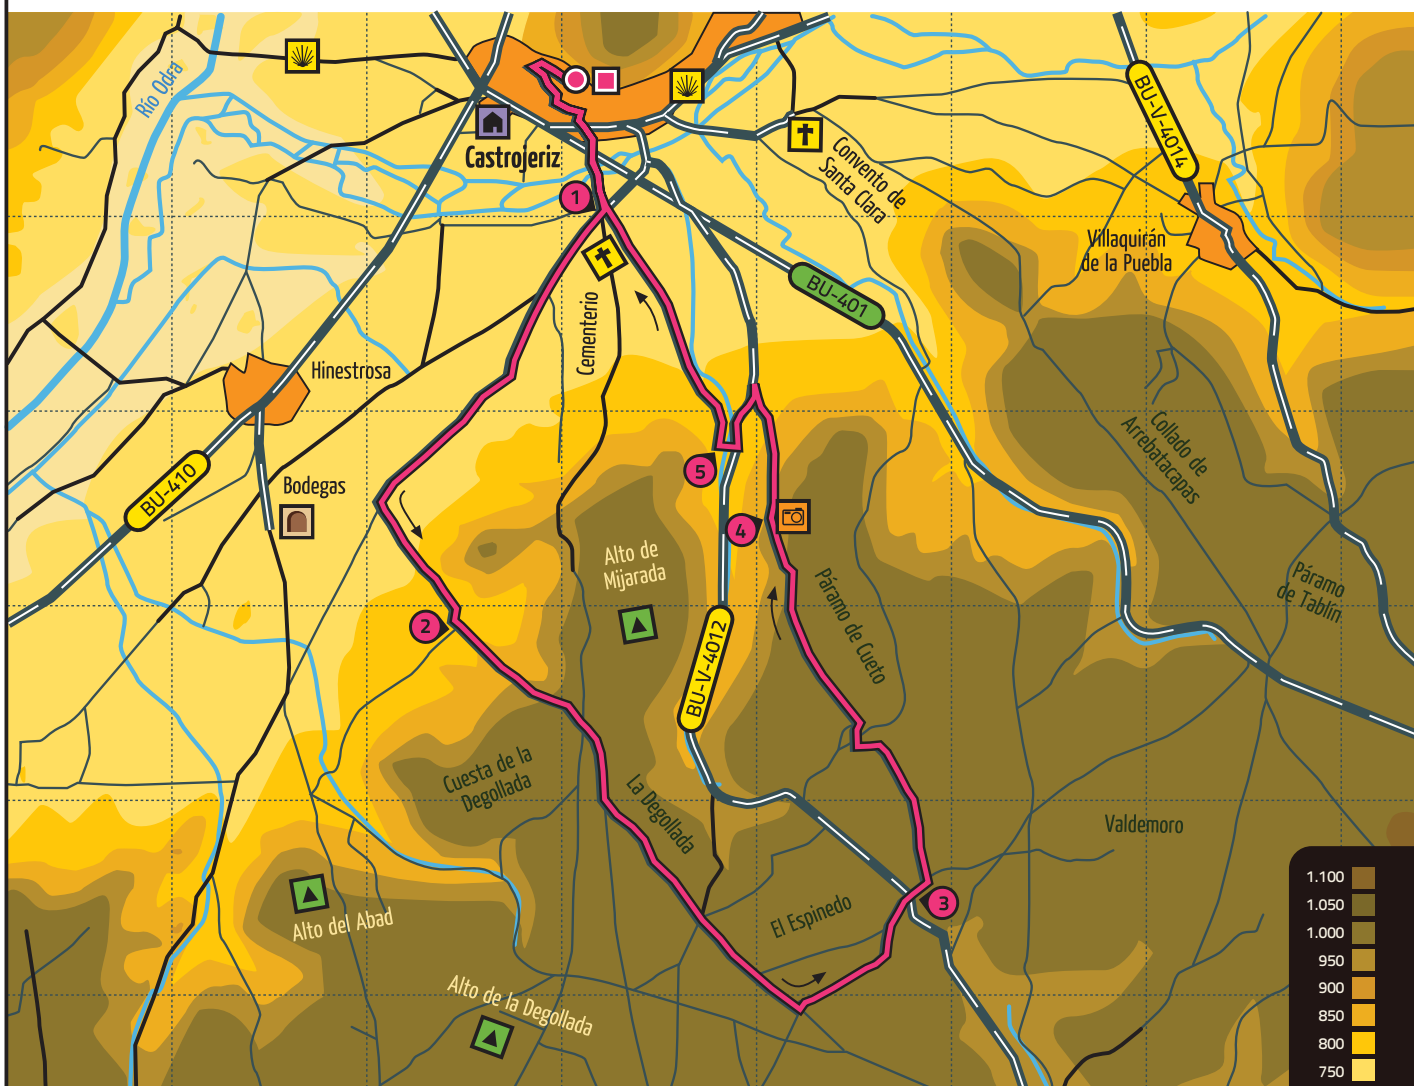 Río Odra
Castrojeriz
Convento de
Santa Clara
BU-V-4014
1
Villaquirán
de la Puebla
Cementerio
BU-401
Hinestrosa
BU-410
Bodegas
Collado de
Arrebatacapas
5
4
Alto de
Mijarada
Páramo de Cueto
Páramo
de Tablín
2
BU-V-4012
Cuesta de la
Degollada
La Degollada
Valdemoro
El Espinedo
3
Alto del Abad
Alto de la Degollada
1.100
1.050
1.000
950
900
850
800
750